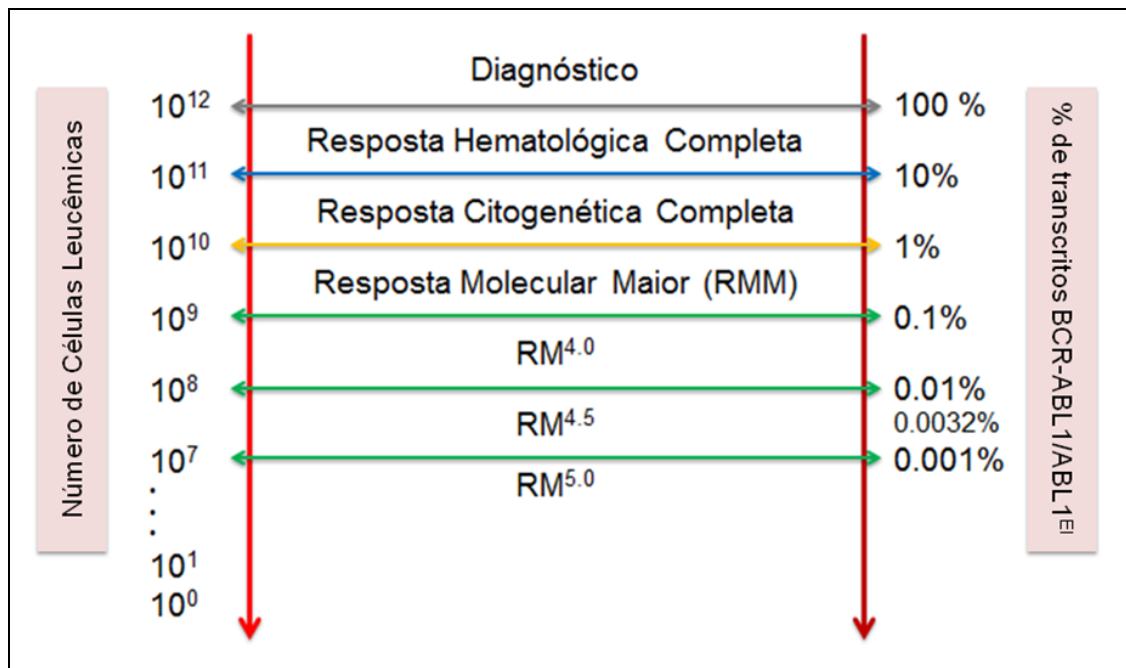 Número de Células Leucêmicas
Diagnóstico
10¹² 100 %
Resposta Hematológica Completa
10¹¹ 10%
Resposta Citogenética Completa
10¹⁰ 1%
Resposta Molecular Maior (RMM)
10⁹ 0.1%
RM⁴·⁰
10⁸ 0.01%
RM⁴·⁵ 0.0032%
10⁷ 0.001%
RM⁵·⁰
10¹
10⁰
% de transcritos BCR-ABL1/ABL1ᴱᴵ